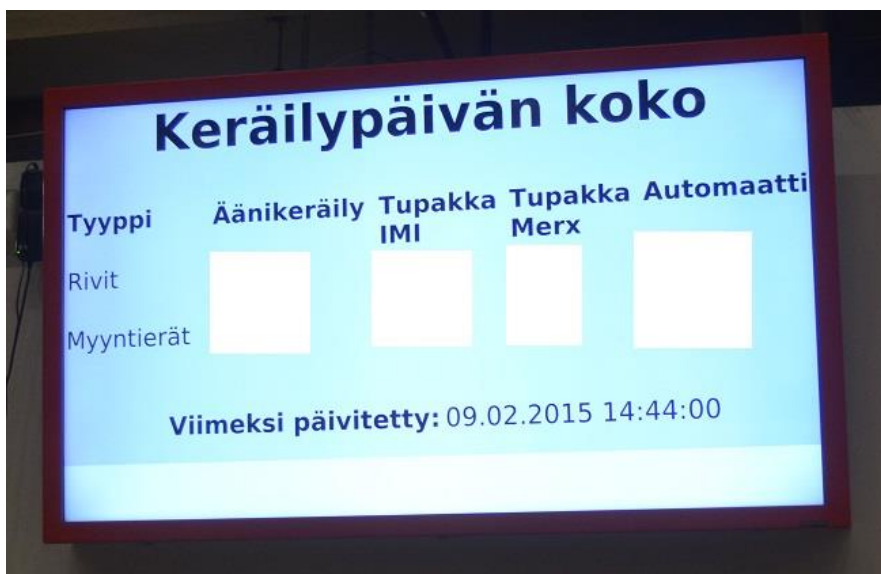 Keräilypäivän koko
Tyyppi Äänikeräily Tupakka IMI Tupakka Merx Automaatti
Rivit
Myyntierät
Viimeksi päivitetty: 09.02.2015 14:44:00